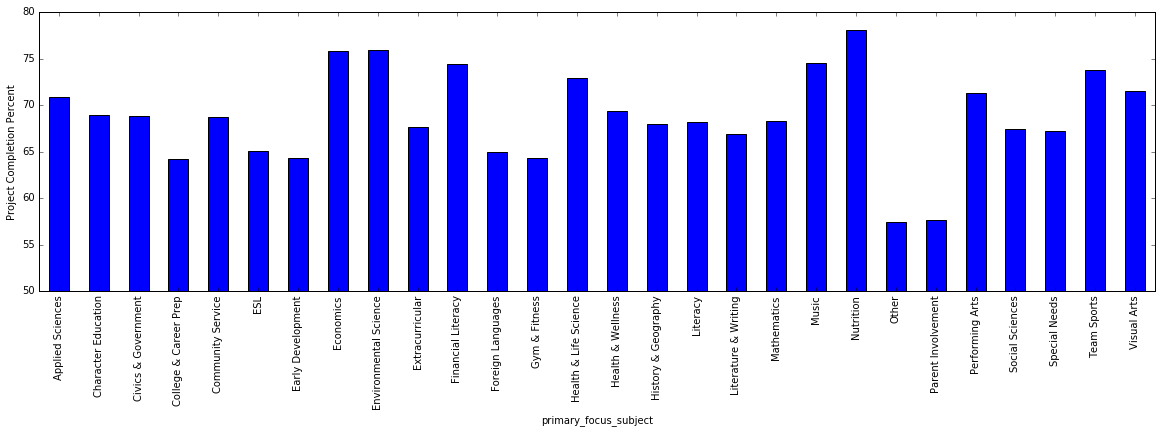 80
75
70
65
60
55
50
Project Completion Percent
Applied Sciences
Character Education
Civics & Government
College & Career Prep
Community Service
ESL
Early Development
Economics
Environmental Science
Extracurricular
Financial Literacy
Foreign Languages
Gym & Fitness
Health & Life Science
Health & Wellness
History & Geography
Literacy
Literature & Writing
Mathematics
Music
Nutrition
Other
Parent Involvement
Performing Arts
Social Sciences
Special Needs
Team Sports
Visual Arts
primary_focus_subject